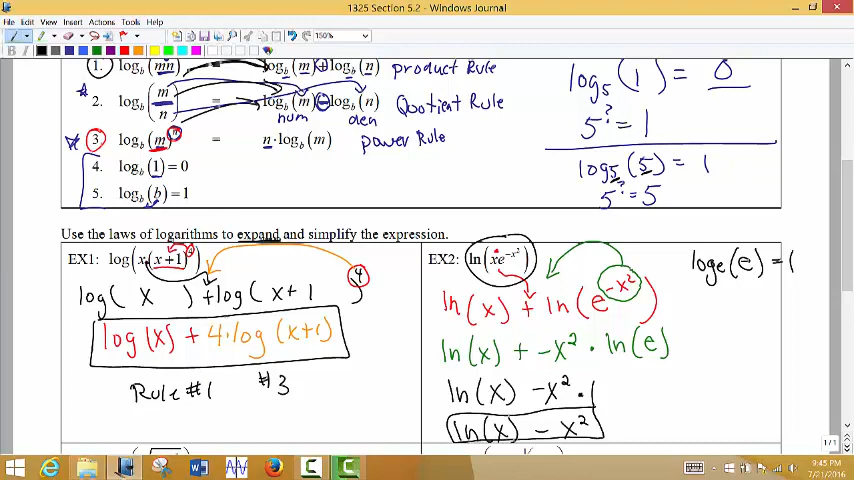 1325 Section 5.2 - Windows Journal
File Edit View Insert Actions Tools Help
150%
B I
1. log_b(mn) = log_b(m) + log_b(n) product Rule
2. log_b(m/n) = log_b(m) - log_b(n) Quotient Rule
num den
3. log_b(m)^n = n·log_b(m) power Rule
4. log_b(1) = 0
5. log_b(b) = 1
log5(1) = 0
5^? = 1
log5(5) = 1
5^? = 5
Use the laws of logarithms to expand and simplify the expression.
EX1: log(x(x+1)^4)
log( X ) + log( X+1 )^4
log(x) + 4·log(x+1)
Rule #1 #3
EX2: ln(xe^-x²)
ln(x) + ln(e^-x²)
ln(x) + -x² · ln(e)
ln(x) - x² · 1
ln(x) - x²
loge(e) = 1
1/1
9:45 PM
7/21/2016